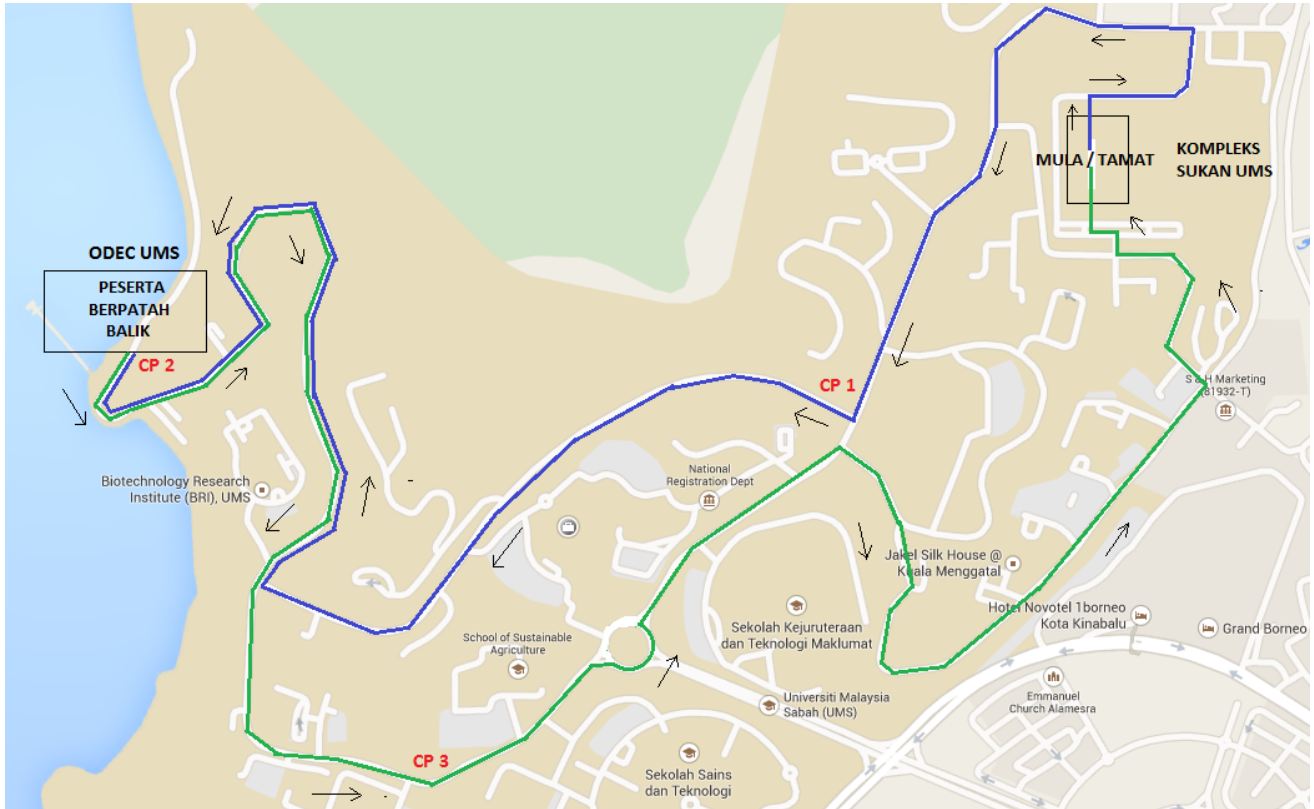 MULA / TAMAT
KOMPLEKS
SUKAN UMS
ODEC UMS
PESERTA
BERPATAH
BALIK
CP 2
CP 1
S & H Marketing
(81932-T)
National
Registration Dept
Biotechnology Research
Institute (BRI), UMS
Jakel Silk House @
Kuala Menggatal
Hotel Novotel 1borneo
Kota Kinabalu
Grand Borneo
Sekolah Kejuruteraan
dan Teknologi Maklumat
School of Sustainable
Agriculture
Universiti Malaysia
Sabah (UMS)
Emmanuel
Church Alamesra
CP 3
Sekolah Sains
dan Teknologi